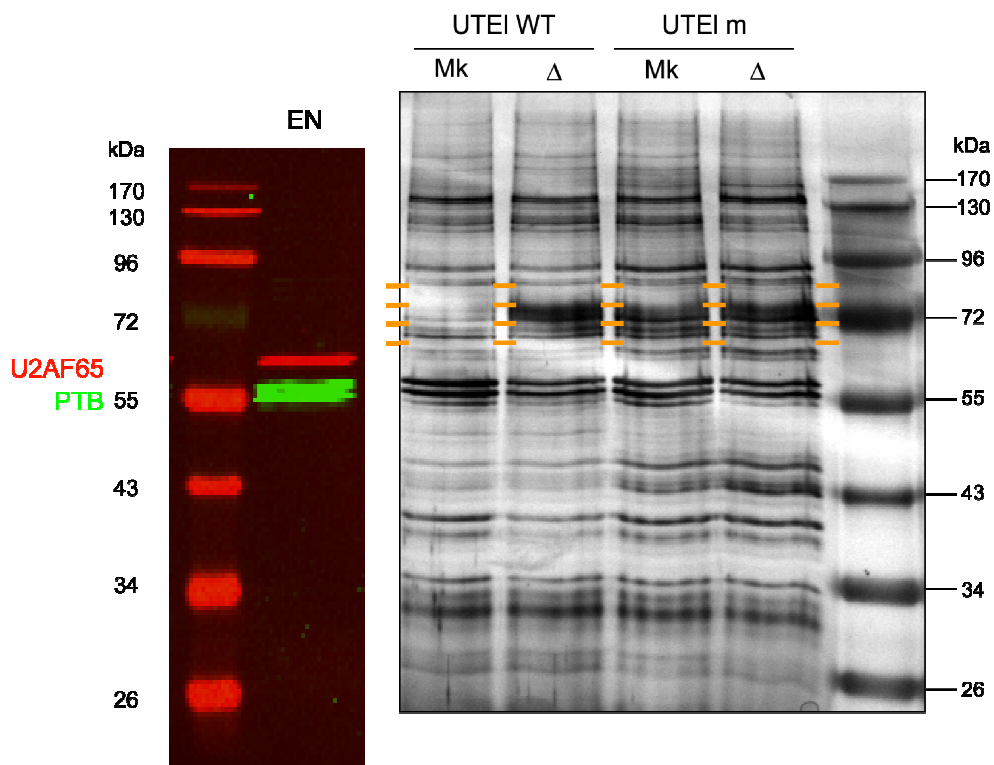 UTEI WT UTEI m
Mk Δ Mk Δ
EN
kDa
170
130
96
72
U2AF65
PTB
55
43
34
26
kDa
170
130
96
72
55
43
34
26